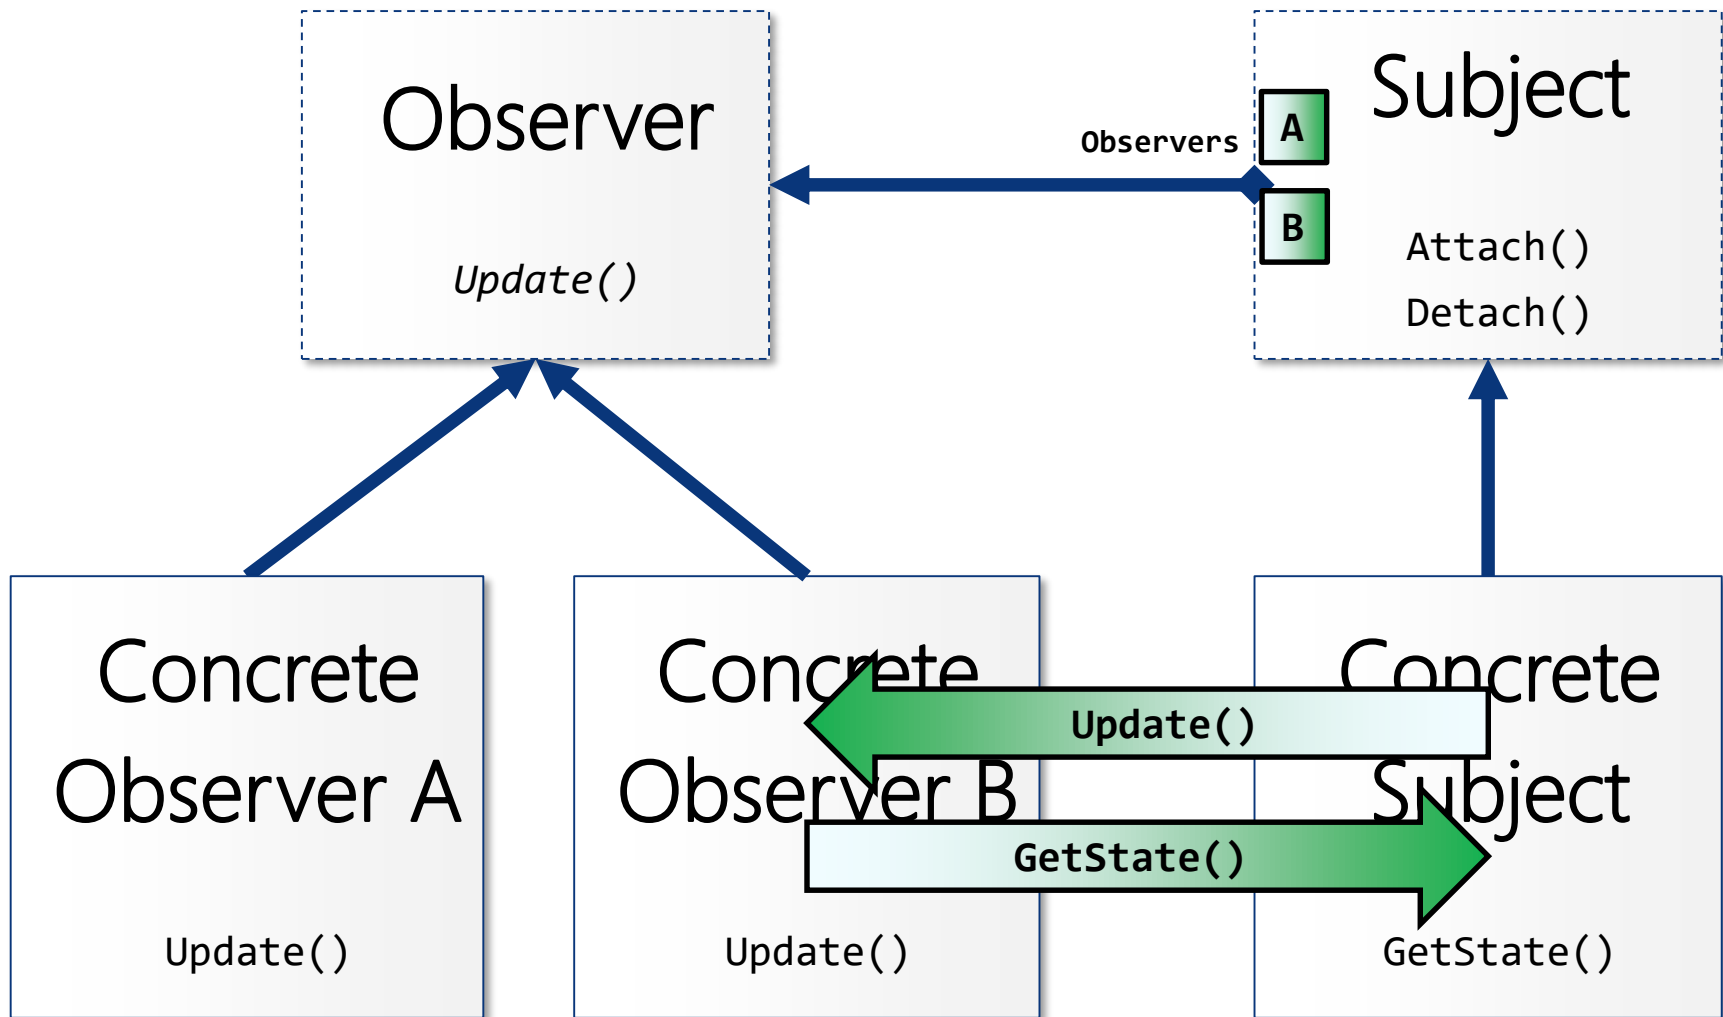 Observer
Update()
Observers
A
B
Subject
Attach()
Detach()
Concrete
Observer A
Update()
Concrete
Observer B
Update()
Update()
GetState()
Concrete
Subject
GetState()